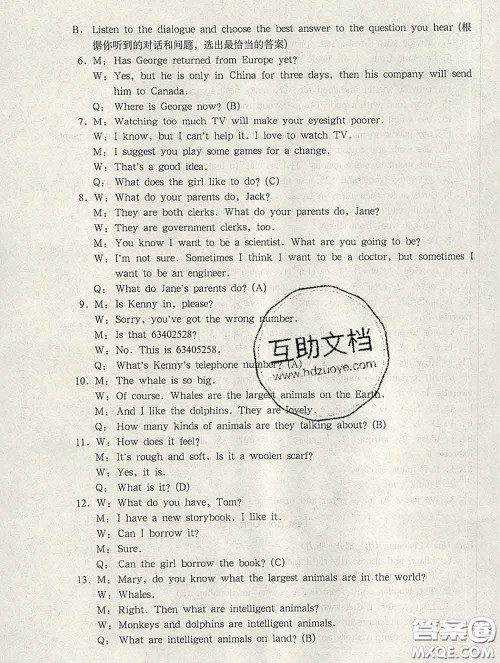 B. Listen to the dialogue and choose the best answer to the question you hear (根
据你听到的对话和问题，选出最恰当的答案)
6. M: Has George returned from Europe yet?
W: Yes, but he is only in China for three days, then his company will send
him to Canada.
Q: Where is George now? (B)
7. M: Watching too much TV will make your eyesight poorer.
W: I know, but I can't help it. I love to watch TV.
M: I suggest you play some games for a change.
W: That's a good idea.
Q: What does the girl like to do? (C)
8. W: What do your parents do, Jack?
M: They are both clerks. What do your parents do, Jane?
W: They are government clerks, too.
M: You know I want to be a scientist. What are you going to be?
W: I'm not sure. Sometimes I think I want to be a doctor, but sometimes I
want to be an engineer.
Q: What do Jane's parents do? (A)
9. M: Is Kenny in, please?
W: Sorry, you've got the wrong number.
M: Is that 63402528?
W: No. This is 63405258.
Q: What's Kenny's telephone number? (A)
10. M: The whale is so big.
W: Of course. Whales are the largest animals on the Earth.
M: And I like the dolphins. They are lovely.
Q: How many kinds of animals are they talking about? (B)
11. W: How does it feel?
M: It's rough and soft. Is it a woolen scarf?
W: Yes, it is.
Q: What is it? (D)
12. W: What do you have, Tom?
M: I have a new storybook. I like it.
W: Can I borrow it?
M: Sure.
Q: Can the girl borrow the book? (C)
13. M: Mary, do you know what the largest animals are in the world?
W: Whales.
M: Right. Then what are intelligent animals?
W: Monkeys and dolphins are intelligent animals.
Q: What are intelligent animals on land? (B)
互助文档
www.hdzuoye.com
答案圈
MXQE.COM